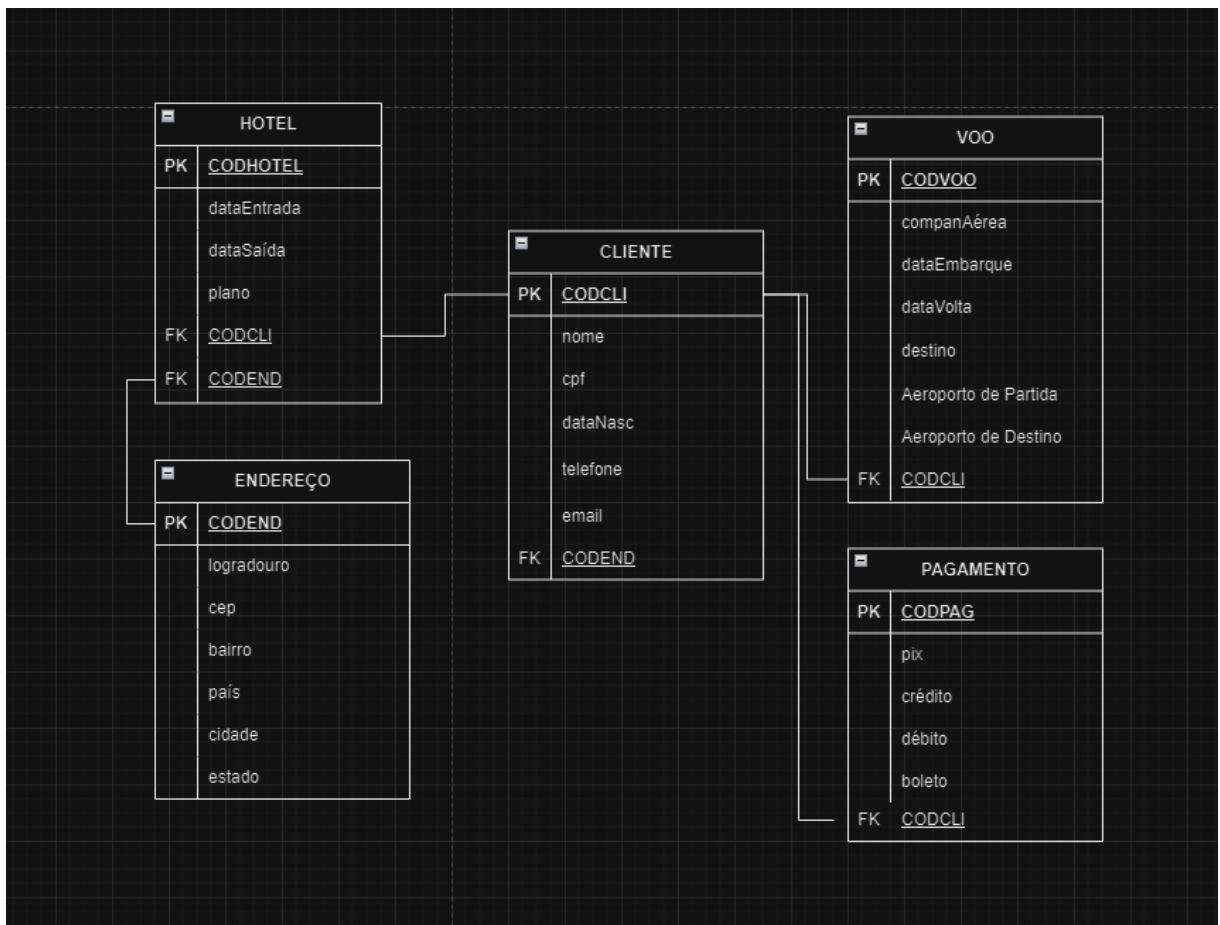 HOTEL
PK CODHOTEL
dataEntrada
dataSaída
plano
FK CODCLI
FK CODEND
ENDEREÇO
PK CODEND
logradouro
cep
bairro
país
cidade
estado
CLIENTE
PK CODCLI
nome
cpf
dataNasc
telefone
email
FK CODEND
VOO
PK CODVOO
companAérea
dataEmbarque
dataVolta
destino
Aeroporto de Partida
Aeroporto de Destino
FK CODCLI
PAGAMENTO
PK CODPAG
pix
crédito
débito
boleto
FK CODCLI